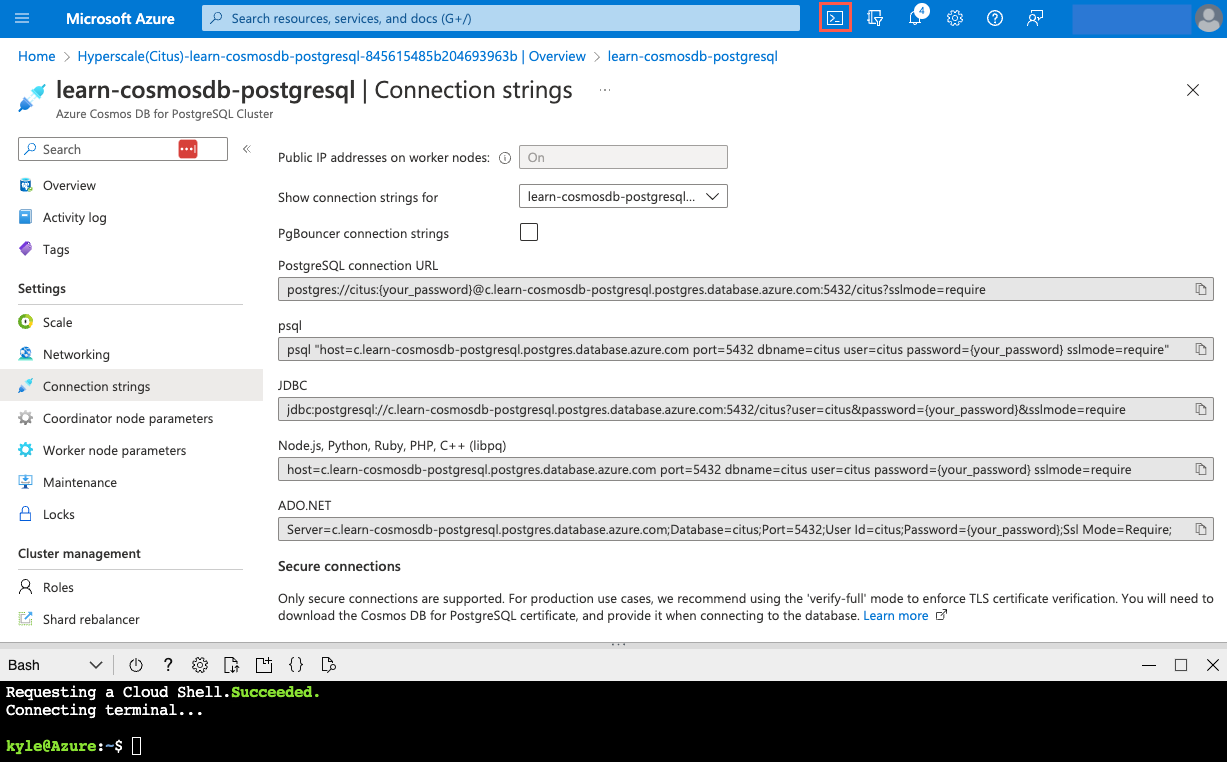 Microsoft Azure
Search resources, services, and docs (G+/)
4
Home > Hyperscale(Citus)-learn-cosmosdb-postgresql-845615485b204693963b | Overview > learn-cosmosdb-postgresql
learn-cosmosdb-postgresql | Connection strings ...
Azure Cosmos DB for PostgreSQL Cluster
Search
Overview
Activity log
Tags
Settings
Scale
Networking
Connection strings
Coordinator node parameters
Worker node parameters
Maintenance
Locks
Cluster management
Roles
Shard rebalancer
Public IP addresses on worker nodes: On
Show connection strings for learn-cosmosdb-postgresql...
PgBouncer connection strings
PostgreSQL connection URL
postgres://citus:{your_password}@c.learn-cosmosdb-postgresql.postgres.database.azure.com:5432/citus?sslmode=require
psql
psql "host=c.learn-cosmosdb-postgresql.postgres.database.azure.com port=5432 dbname=citus user=citus password={your_password} sslmode=require"
JDBC
jdbc:postgresql://c.learn-cosmosdb-postgresql.postgres.database.azure.com:5432/citus?user=citus&password={your_password}&sslmode=require
Node.js, Python, Ruby, PHP, C++ (libpq)
host=c.learn-cosmosdb-postgresql.postgres.database.azure.com port=5432 dbname=citus user=citus password={your_password} sslmode=require
ADO.NET
Server=c.learn-cosmosdb-postgresql.postgres.database.azure.com;Database=citus;Port=5432;User Id=citus;Password={your_password};Ssl Mode=Require;
Secure connections
Only secure connections are supported. For production use cases, we recommend using the 'verify-full' mode to enforce TLS certificate verification. You will need to
download the Cosmos DB for PostgreSQL certificate, and provide it when connecting to the database. Learn more
Bash
Requesting a Cloud Shell.Succeeded.
Connecting terminal...
kyle@Azure:~$